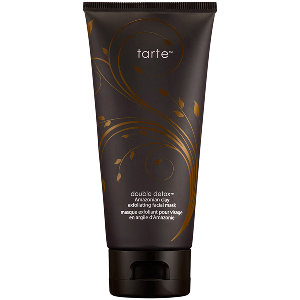 tarte™
double detox™
Amazonian clay
exfoliating facial mask
masque exfoliant pour visage
en argile d'Amazonie